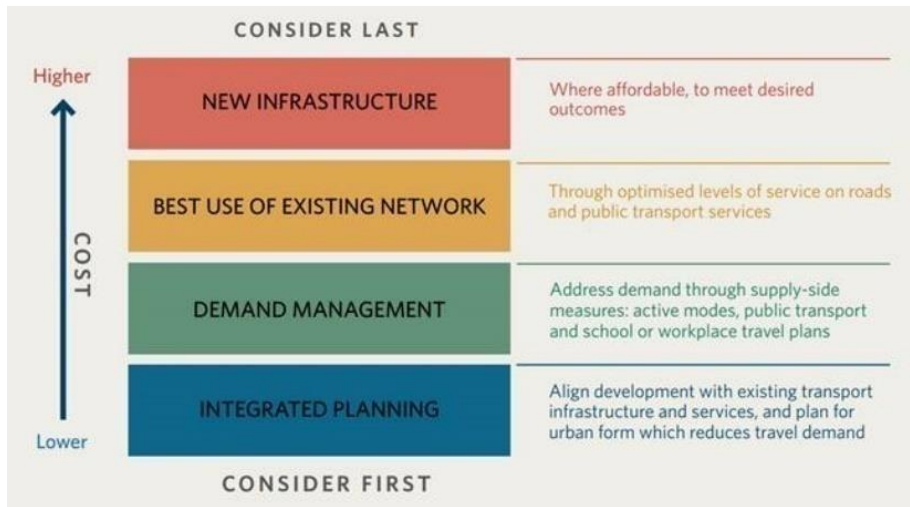 CONSIDER LAST
Higher
NEW INFRASTRUCTURE
Where affordable, to meet desired
outcomes
BEST USE OF EXISTING NETWORK
Through optimised levels of service on roads
and public transport services
COST
DEMAND MANAGEMENT
Address demand through supply-side
measures: active modes, public transport
and school or workplace travel plans
INTEGRATED PLANNING
Align development with existing transport
infrastructure and services, and plan for
urban form which reduces travel demand
Lower
CONSIDER FIRST